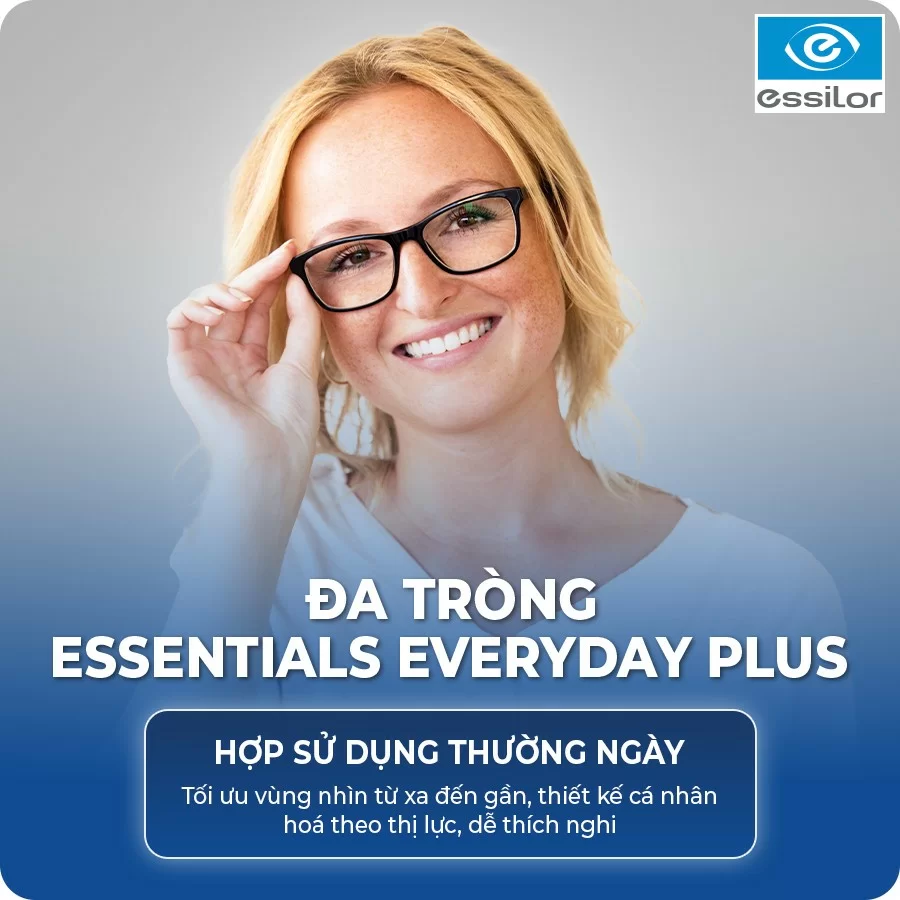 essilor
ĐA TRÒNG
ESSENTIALS EVERYDAY PLUS
HỢP SỬ DỤNG THƯỜNG NGÀY
Tối ưu vùng nhìn từ xa đến gần, thiết kế cá nhân
hoá theo thị lực, dễ thích nghi